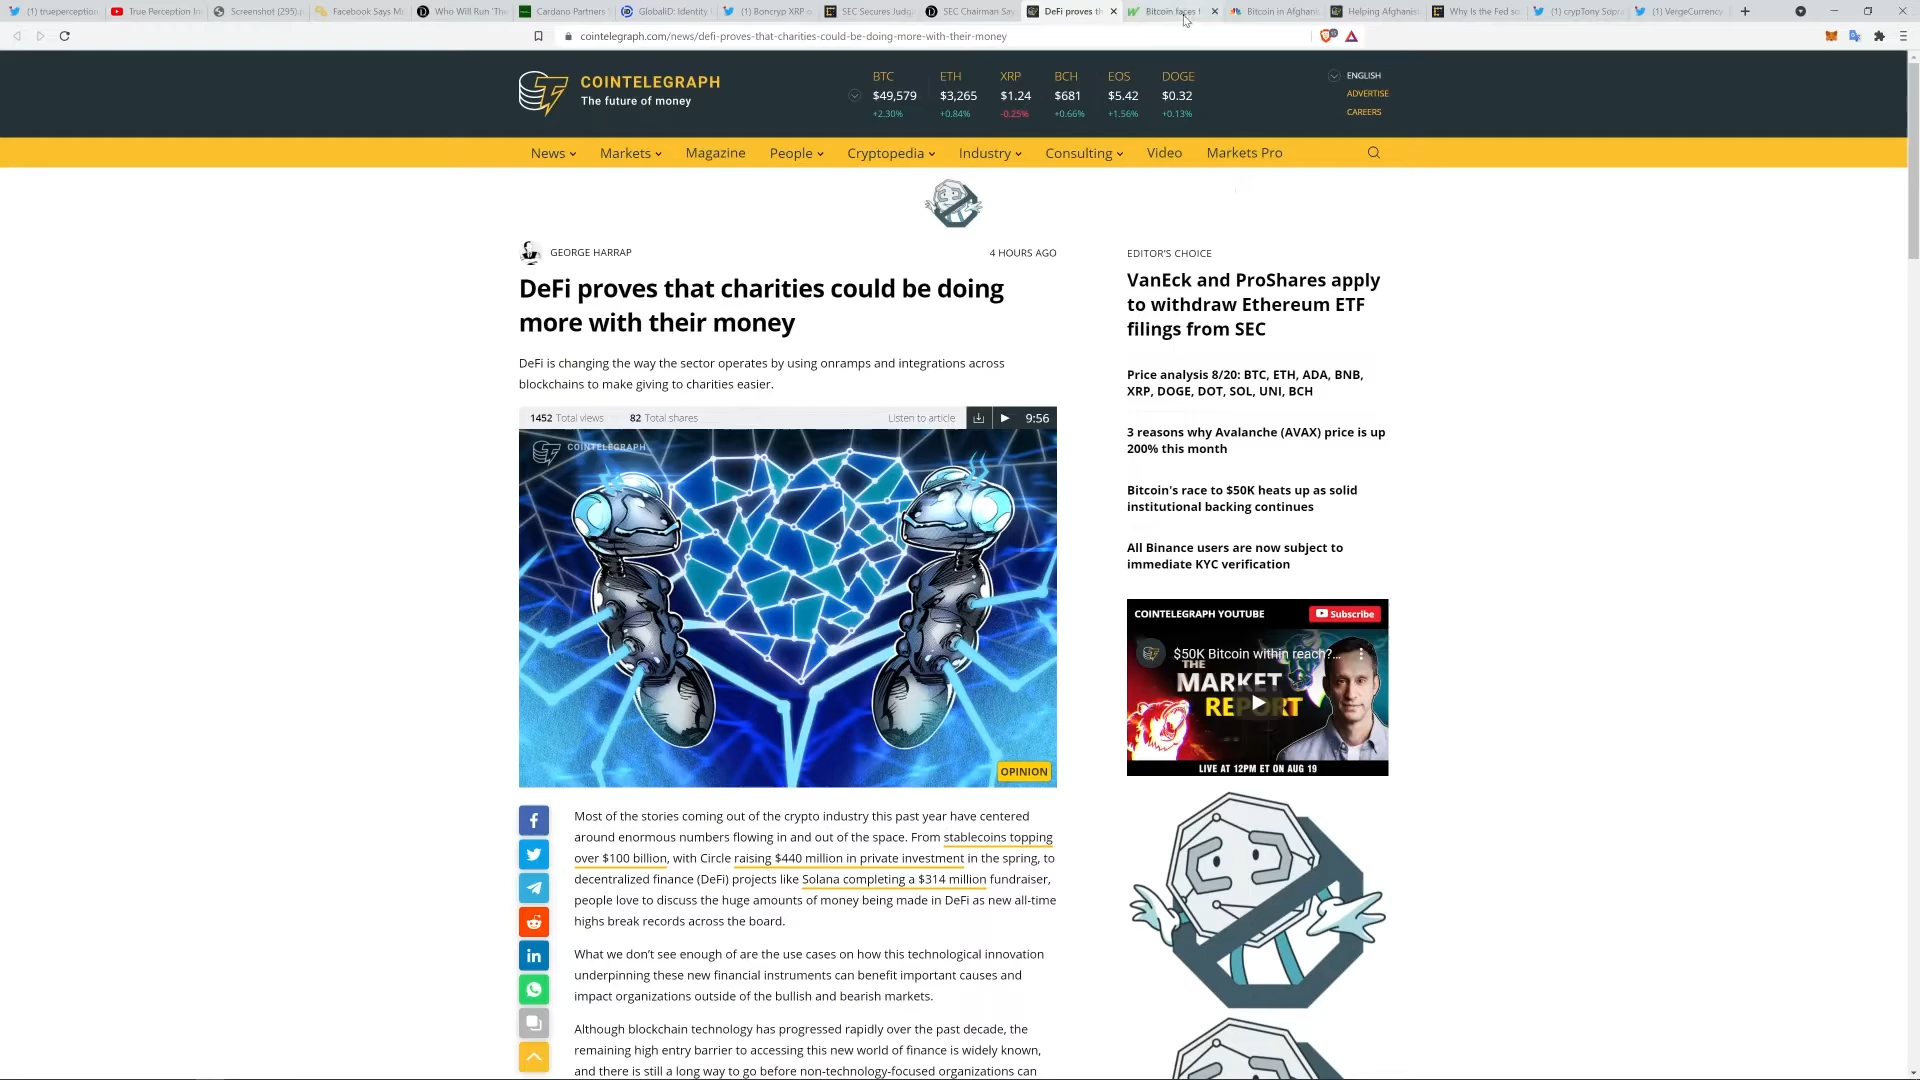 (1) trueperception
True Perception In
Screenshot (295).p
Facebook Says Mo
Who Will Run 'The
Cardano Partners
GlobaliD: Identity
(1) Boncryp XRP o
SEC Secures Judg
SEC Chairman Say
DeFi proves th
Bitcoin faces
Bitcoin in Afghani
Helping Afghanist
Why Is the Fed so
(1) crypTony Sopra
(1) VergeCurrency
cointelegraph.com/news/defi-proves-that-charities-could-be-doing-more-with-their-money
COINTELEGRAPH
The future of money
BTC
$49,579
+2.30%
ETH
$3,265
+0.84%
XRP
$1.24
-0.25%
BCH
$681
+0.66%
EOS
$5.42
+1.56%
DOGE
$0.32
+0.13%
ENGLISH
ADVERTISE
CAREERS
News
Markets
Magazine
People
Cryptopedia
Industry
Consulting
Video
Markets Pro
GEORGE HARRAP
4 HOURS AGO
DeFi proves that charities could be doing
more with their money
DeFi is changing the way the sector operates by using onramps and integrations across
blockchains to make giving to charities easier.
1452 Total views
82 Total shares
Listen to article
9:56
COINTELEGRAPH
OPINION
Most of the stories coming out of the crypto industry this past year have centered
around enormous numbers flowing in and out of the space. From stablecoins topping
over $100 billion, with Circle raising $440 million in private investment in the spring, to
decentralized finance (DeFi) projects like Solana completing a $314 million fundraiser,
people love to discuss the huge amounts of money being made in DeFi as new all-time
highs break records across the board.
What we don't see enough of are the use cases on how this technological innovation
underpinning these new financial instruments can benefit important causes and
impact organizations outside of the bullish and bearish markets.
Although blockchain technology has progressed rapidly over the past decade, the
remaining high entry barrier to accessing this new world of finance is widely known,
and there is still a long way to go before non-technology-focused organizations can
EDITOR'S CHOICE
VanEck and ProShares apply
to withdraw Ethereum ETF
filings from SEC
Price analysis 8/20: BTC, ETH, ADA, BNB,
XRP, DOGE, DOT, SOL, UNI, BCH
3 reasons why Avalanche (AVAX) price is up
200% this month
Bitcoin's race to $50K heats up as solid
institutional backing continues
All Binance users are now subject to
immediate KYC verification
COINTELEGRAPH YOUTUBE
Subscribe
$50K Bitcoin within reach?...
THE
MARKET
REPORT
LIVE AT 12PM ET ON AUG 19